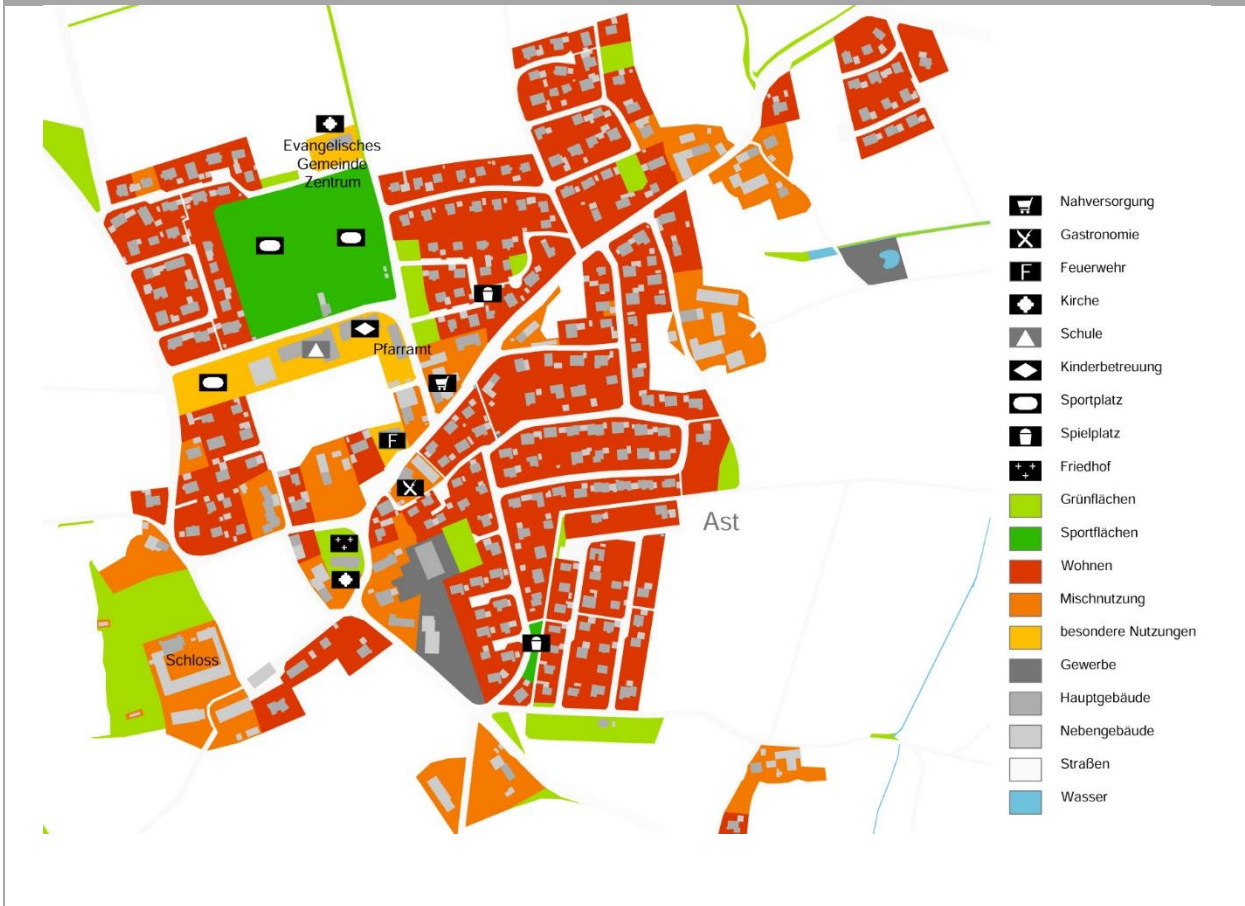 Evangelisches
Gemeinde
Zentrum
Pfarramt
F
Ast
Schloss
Nahversorgung
Gastronomie
F
Feuerwehr
Kirche
Schule
Kinderbetreuung
Sportplatz
Spielplatz
Friedhof
Grünflächen
Sportflächen
Wohnen
Mischnutzung
besondere Nutzungen
Gewerbe
Hauptgebäude
Nebengebäude
Straßen
Wasser